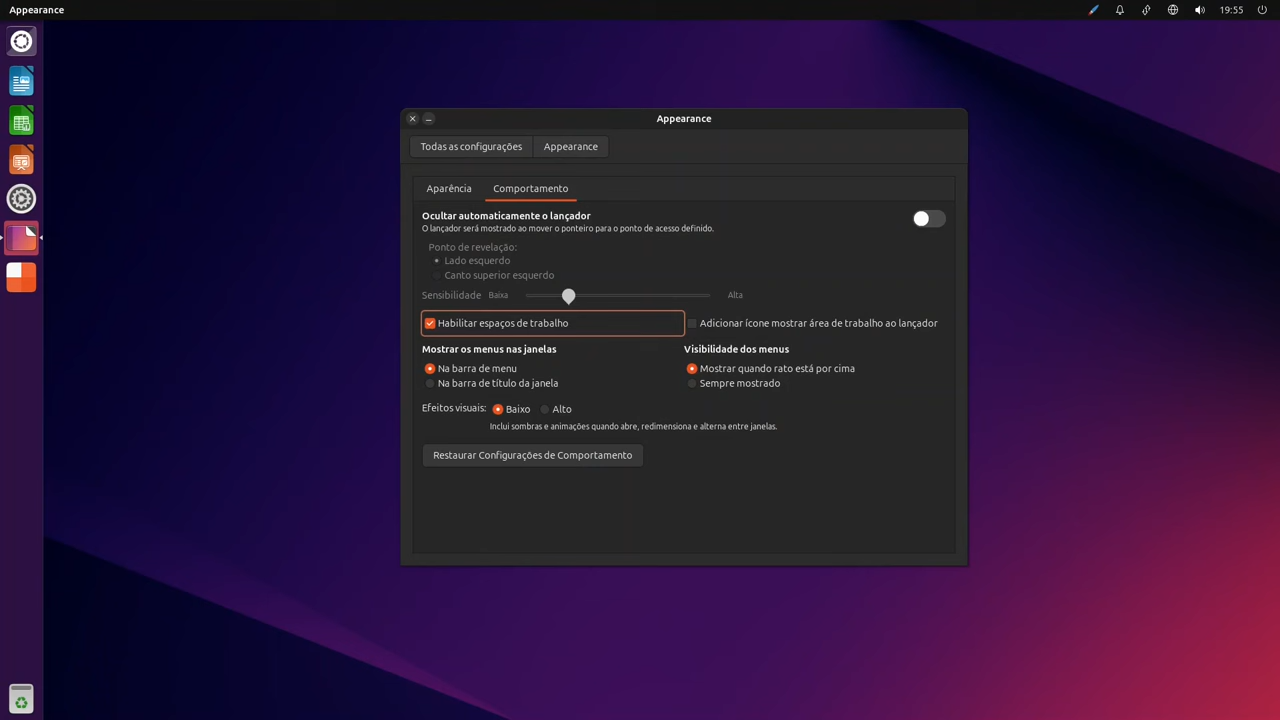 Appearance
19:55
Appearance
Todas as configurações
Appearance
Aparência
Comportamento
Ocultar automaticamente o lançador
O lançador será mostrado ao mover o ponteiro para o ponto de acesso definido.
Ponto de revelação:
Lado esquerdo
Canto superior esquerdo
Sensibilidade Baixa Alta
Habilitar espaços de trabalho
Adicionar ícone mostrar área de trabalho ao lançador
Mostrar os menus nas janelas
Na barra de menu
Na barra de título da janela
Visibilidade dos menus
Mostrar quando rato está por cima
Sempre mostrado
Efeitos visuais: Baixo Alto
Inclui sombras e animações quando abre, redimensiona e alterna entre janelas.
Restaurar Configurações de Comportamento